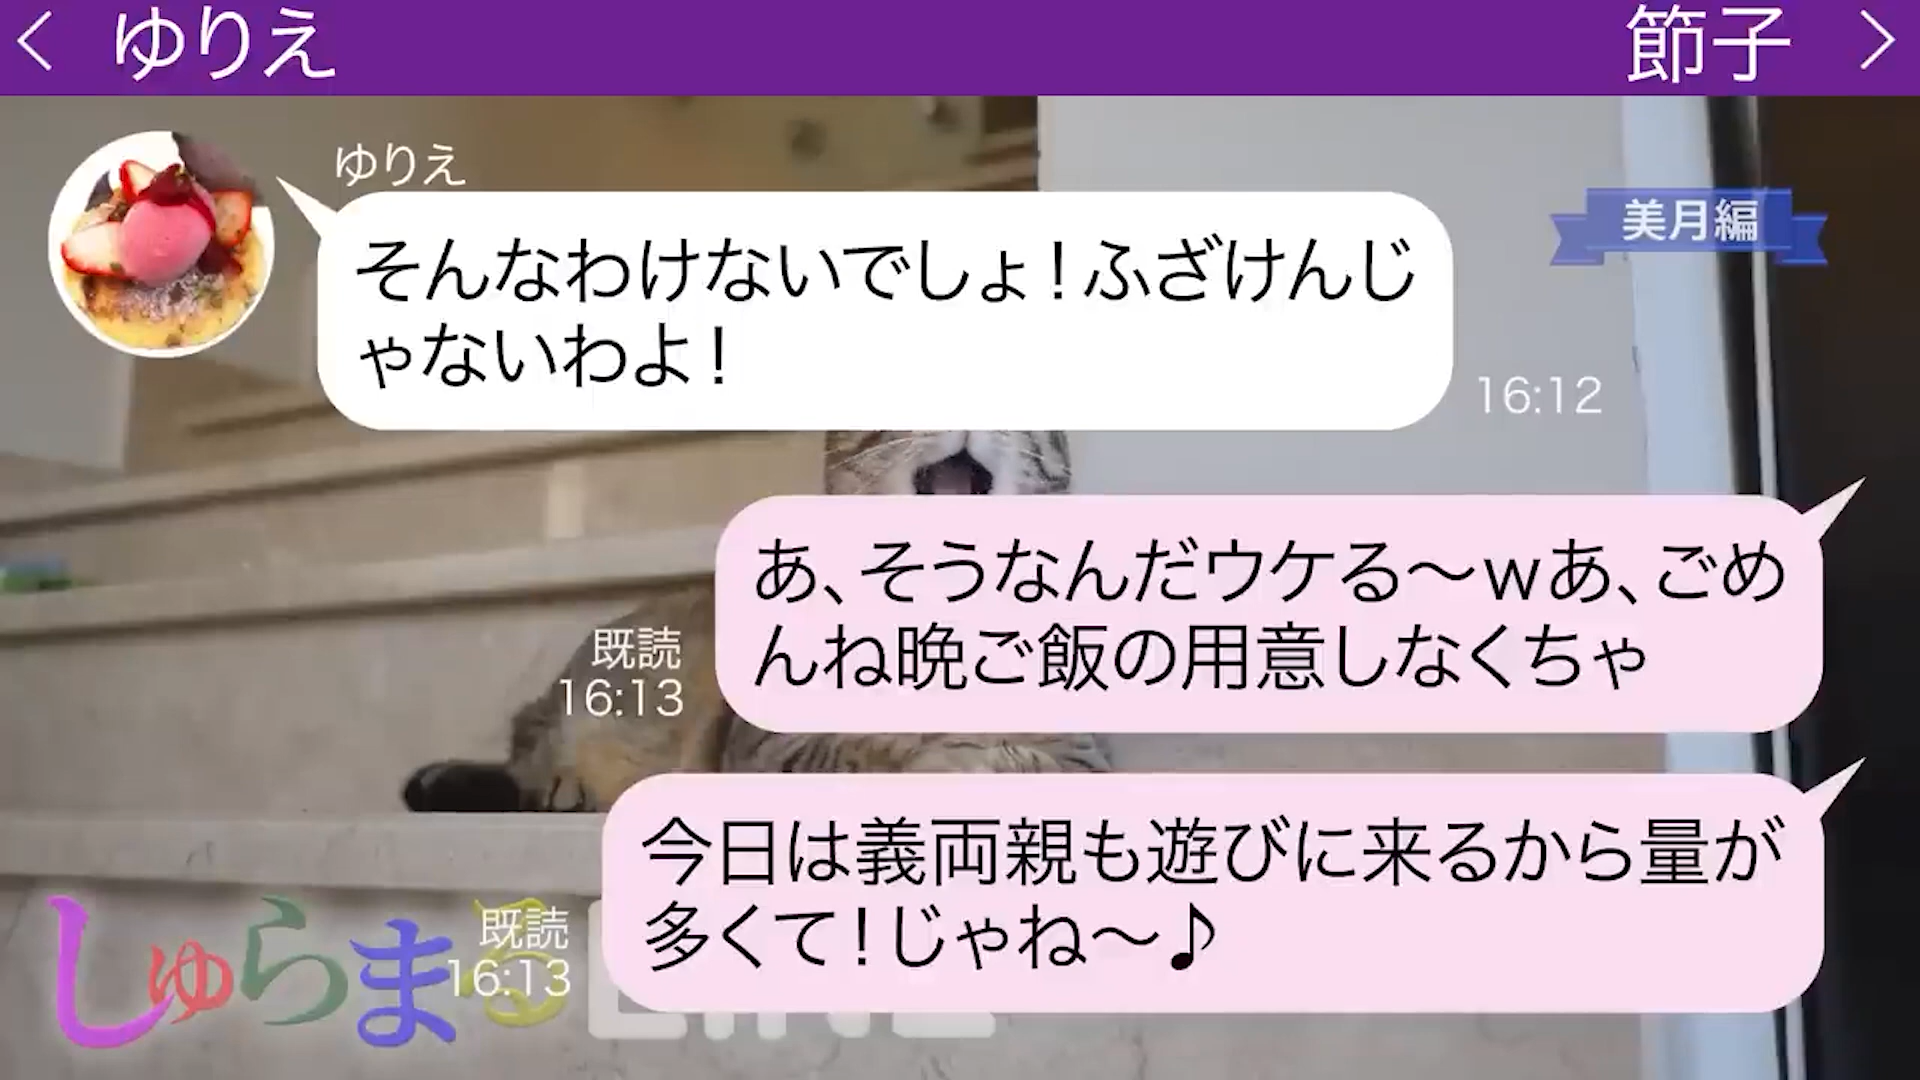 ゆりえ
節子
ゆりえ
美月編
そんなわけないでしょ！ふざけんじ
ゃないわよ！
16:12
あ、そうなんだウケる〜wあ、ごめ
んね晩ご飯の用意しなくちゃ
既読
16:13
今日は義両親も遊びに来るから量が
多くて！じゃね〜♪
既読
16:13
しゅらまる